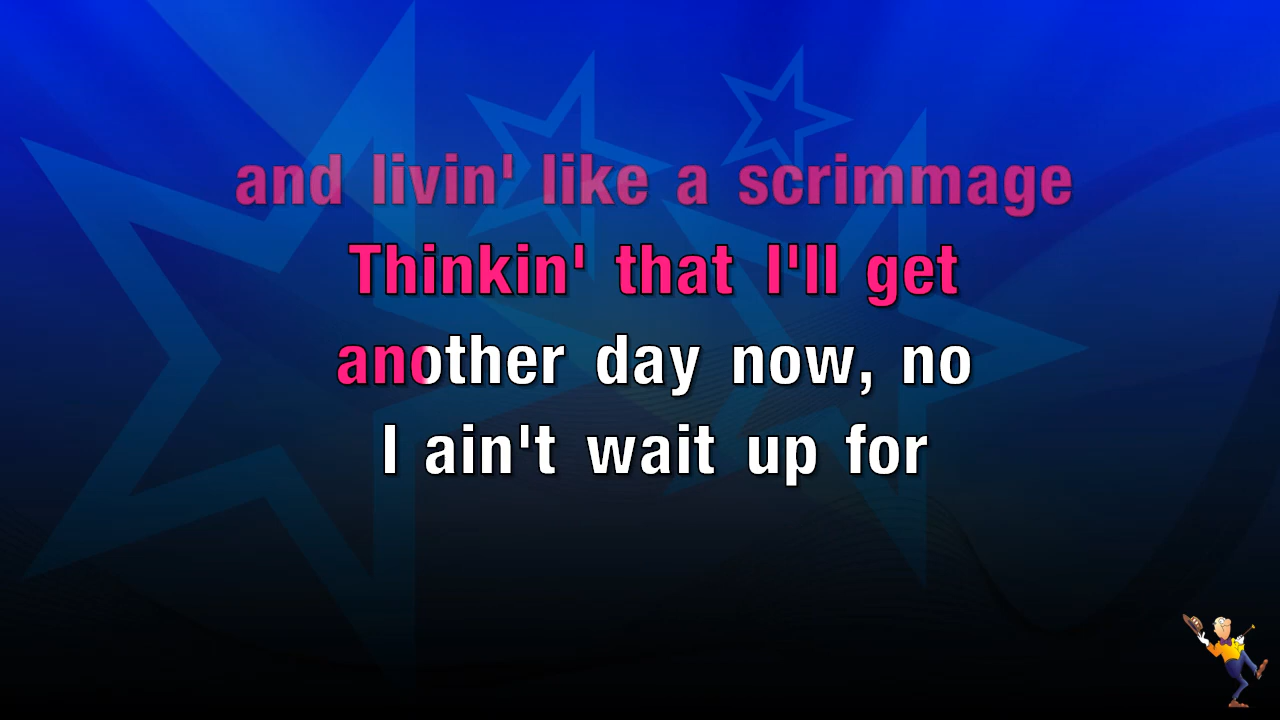 and livin' like a scrimmage
Thinkin' that I'll get
another day now, no
I ain't wait up for